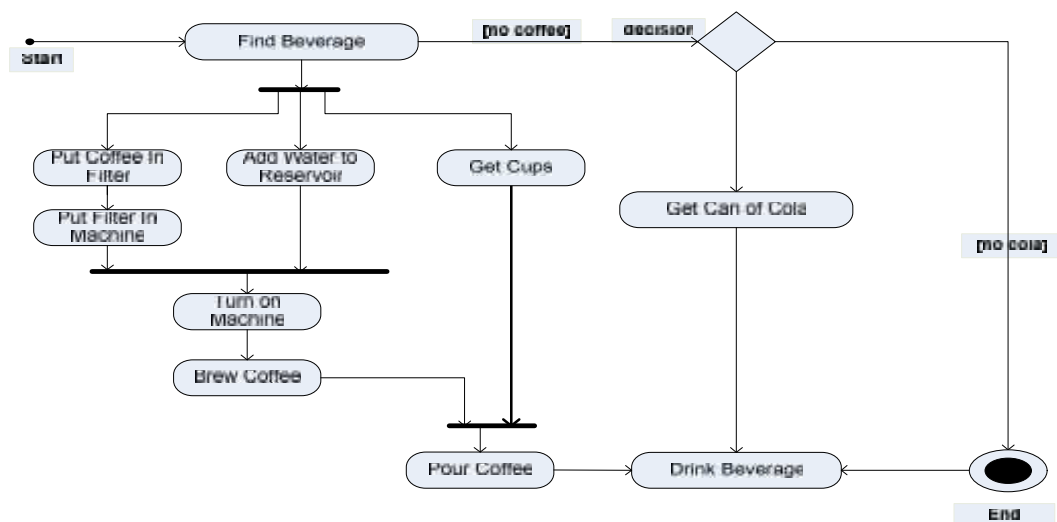 Find Beverage
[no coffee]
decision
Start
Put Coffee In
Filter
Add Water to
Reservoir
Get Cups
Get Can of Cola
Put Filter In
Machine
[no cola]
Turn on
Machine
Brew Coffee
Pour Coffee
Drink Beverage
End